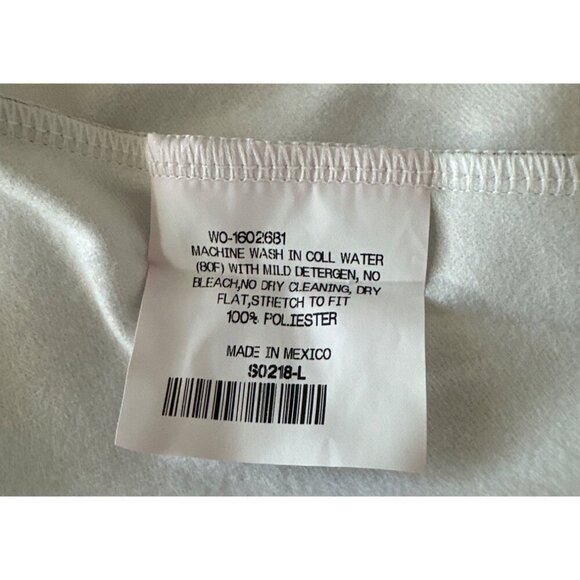 WO-1602681
MACHINE WASH IN COLL WATER
(80F) WITH MILD DETERGEN, NO
BLEACH,NO DRY CLEANING, DRY
FLAT,STRETCH TO FIT
100% POLIESTER
MADE IN MEXICO
S0218-L